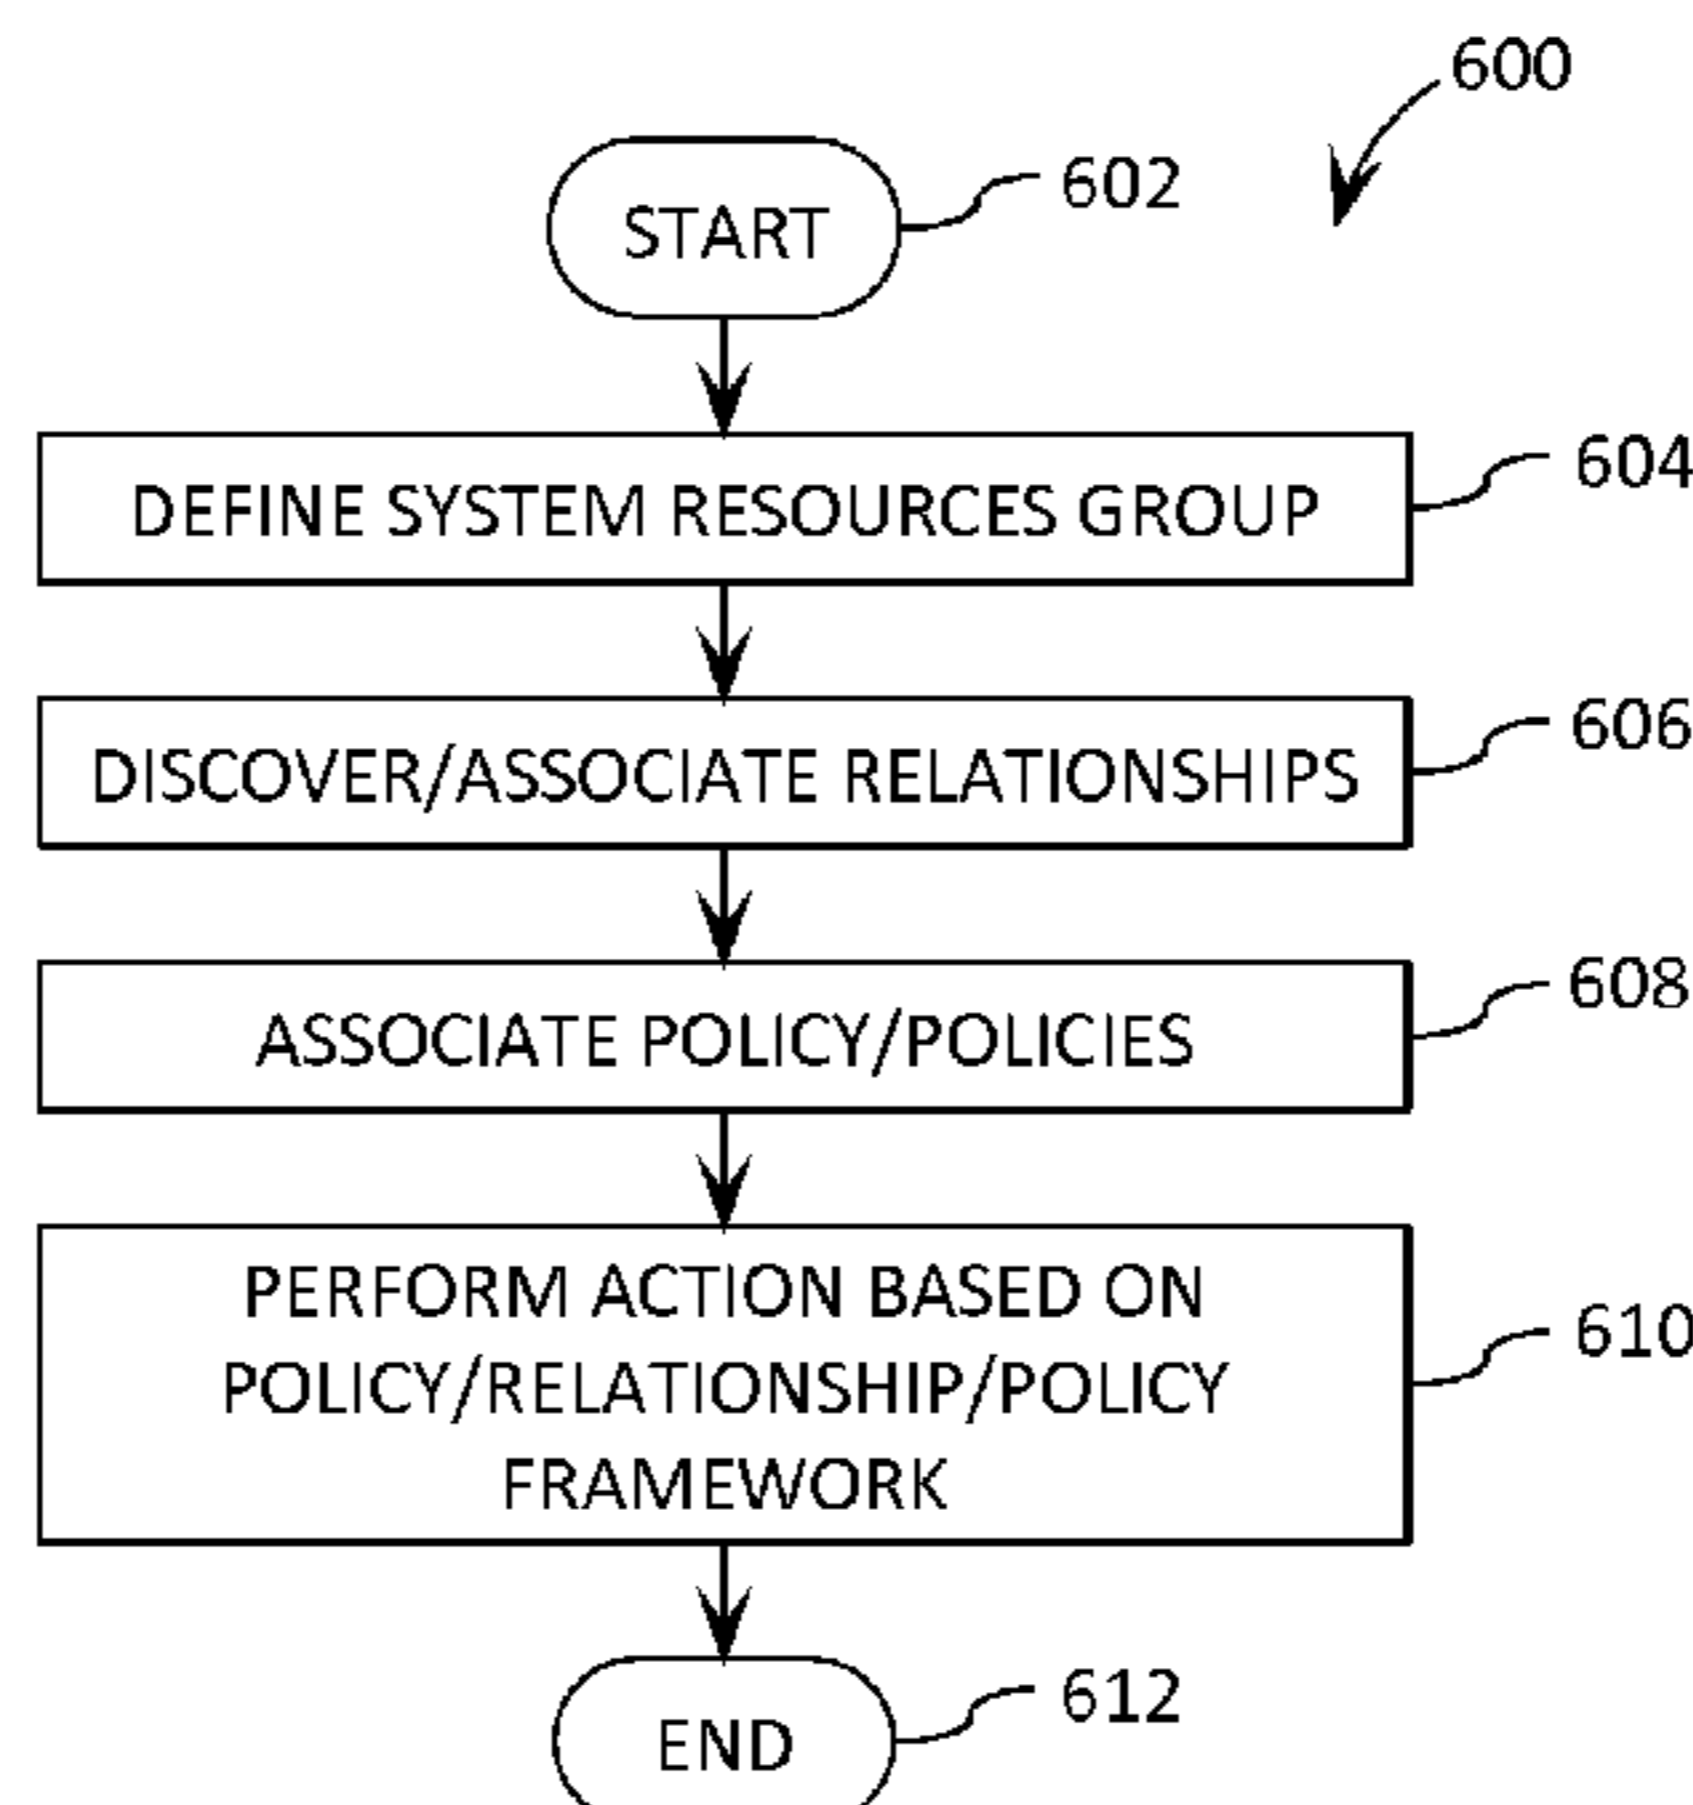 600
602
START
604
DEFINE SYSTEM RESOURCES GROUP
606
DISCOVER/ASSOCIATE RELATIONSHIPS
608
ASSOCIATE POLICY/POLICIES
PERFORM ACTION BASED ON
610
POLICY/RELATIONSHIP/POLICY
FRAMEWORK
612
END